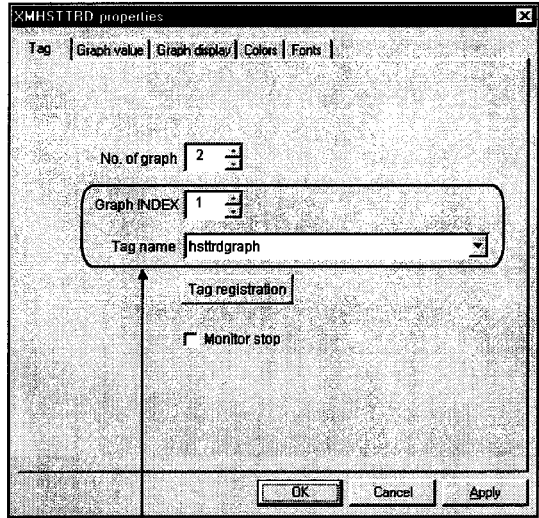 XMHSTTRD properties
Tag Graph value Graph display Colors Fonts
No. of graph 2
Graph INDEX 1
Tag name hsttrdgraph
Tag registration
Monitor stop
OK Cancel Apply